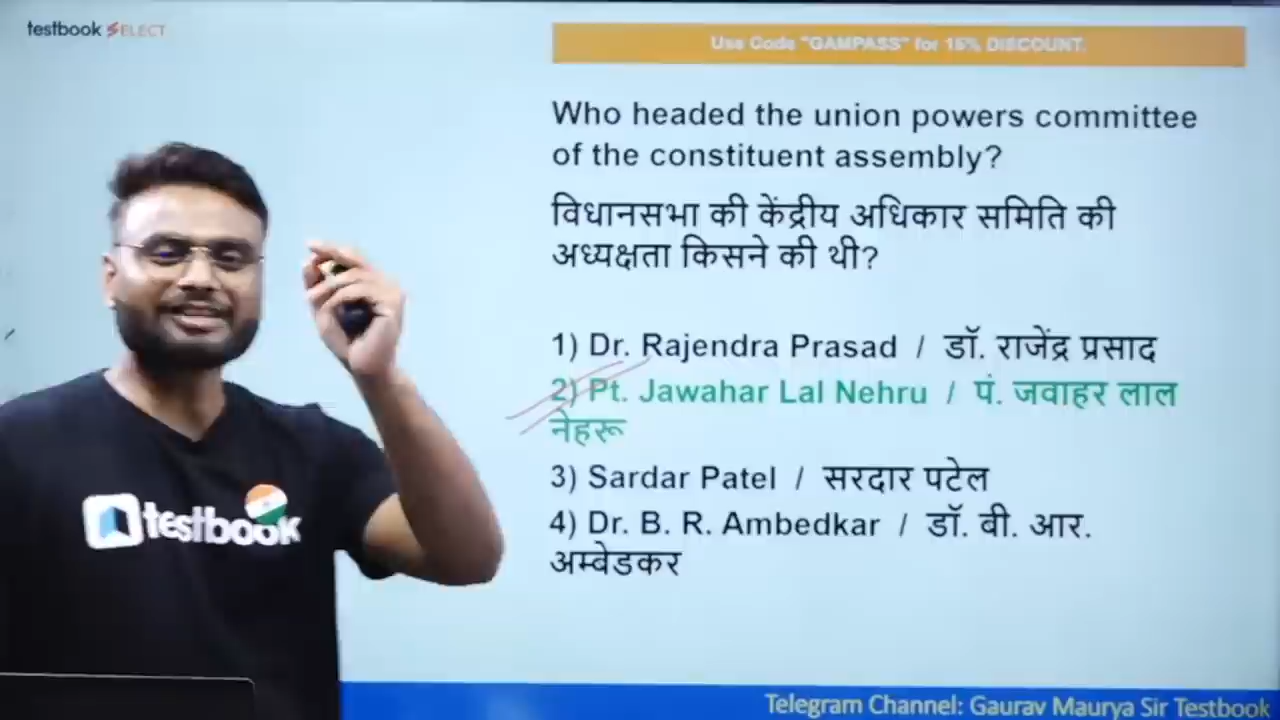 testbook SELECT
Use Code "GAMPASS" for 15% DISCOUNT.
Who headed the union powers committee
of the constituent assembly?
विधानसभा की केंद्रीय अधिकार समिति की
अध्यक्षता किसने की थी?
1) Dr. Rajendra Prasad / डॉ. राजेंद्र प्रसाद
2) Pt. Jawahar Lal Nehru / पं. जवाहर लाल
नेहरू
3) Sardar Patel / सरदार पटेल
4) Dr. B. R. Ambedkar / डॉ. बी. आर.
अम्बेडकर
testbook
Telegram Channel: Gaurav Maurya Sir Testbook